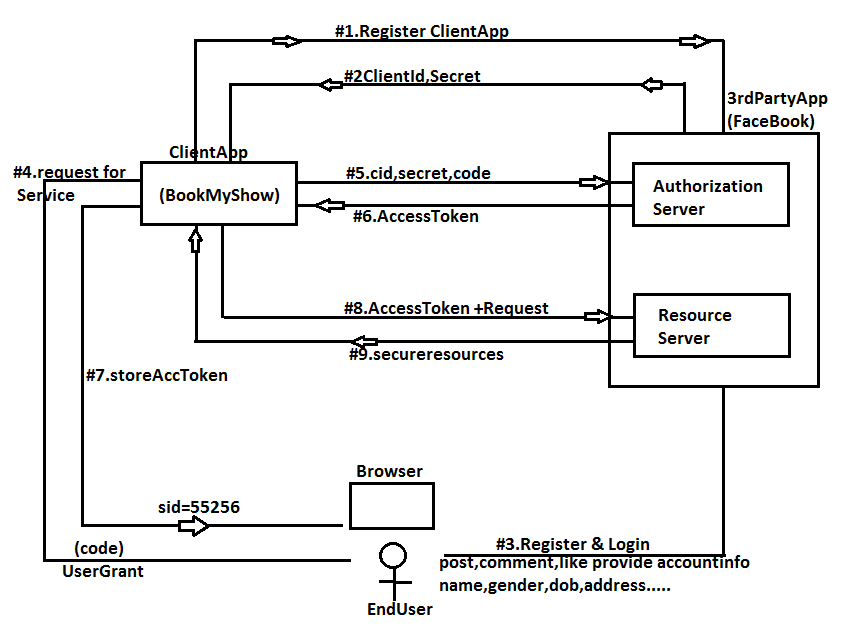 #1.Register ClientApp
#2ClientId,Secret
3rdPartyApp
(FaceBook)
ClientApp
(BookMyShow)
#4.request for
Service
#5.cid,secret,code
#6.AccessToken
Authorization
Server
#8.AccessToken +Request
Resource
Server
#9.secureresources
#7.storeAccToken
Browser
sid=55256
(code)
UserGrant
#3.Register & Login
post,comment,like provide accountinfo
name,gender,dob,address.....
EndUser